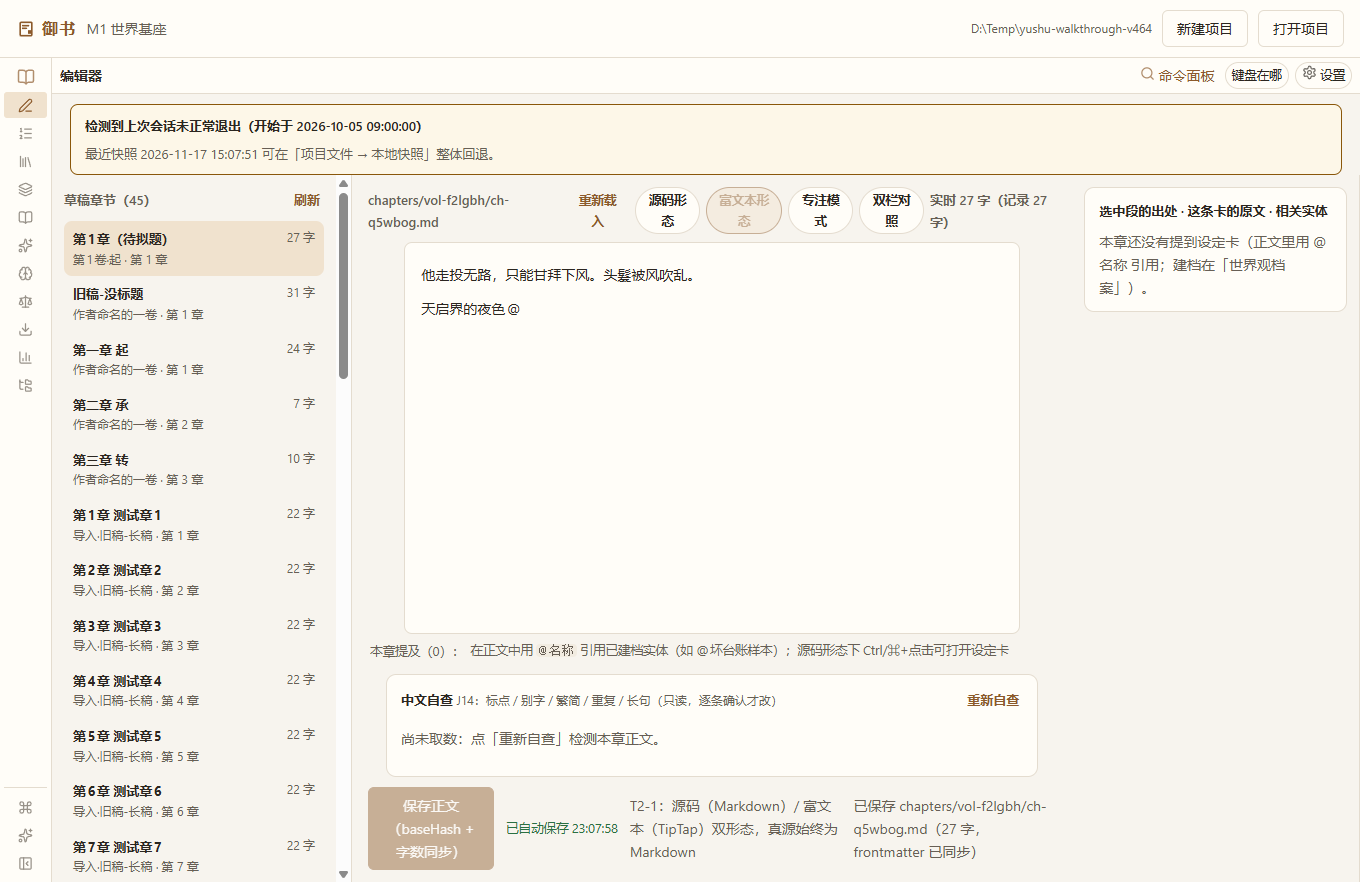 御书 M1 世界基座
D:\Temp\yushu-walkthrough-v464 新建项目 打开项目
编辑器
命令面板 键盘在哪 设置
检测到上次会话未正常退出（开始于 2026-10-05 09:00:00）
最近快照 2026-11-17 15:07:51 可在「项目文件 → 本地快照」整体回退。
草稿章节（45） 刷新
第1章（待拟题） 27 字
第1卷·起 · 第 1 章
旧稿-没标题 31 字
作者命名的一卷 · 第 1 章
第一章 起 24 字
作者命名的一卷 · 第 1 章
第二章 承 7 字
作者命名的一卷 · 第 2 章
第三章 转 10 字
作者命名的一卷 · 第 3 章
第1章 测试章1 22 字
导入·旧稿-长稿 · 第 1 章
第2章 测试章2 22 字
导入·旧稿-长稿 · 第 2 章
第3章 测试章3 22 字
导入·旧稿-长稿 · 第 3 章
第4章 测试章4 22 字
导入·旧稿-长稿 · 第 4 章
第5章 测试章5 22 字
导入·旧稿-长稿 · 第 5 章
第6章 测试章6 22 字
导入·旧稿-长稿 · 第 6 章
第7章 测试章7 22 字
导入·旧稿-长稿 · 第 7 章
chapters/vol-f2lgbh/ch-
q5wbog.md
重新载
入
源码形
态
富文本形
态
专注模
式
双栏对
照
实时 27 字（记录 27
字）
他走投无路，只能甘拜下风。头髮被风吹乱。
天启界的夜色 @
本章提及（0）： 在正文中用 @名称 引用已建档实体（如 @坏台账样本）；源码形态下 Ctrl/⌘+点击可打开设定卡
中文自查 J14：标点 / 别字 / 繁简 / 重复 / 长句（只读，逐条确认才改） 重新自查
尚未取数：点「重新自查」检测本章正文。
保存正文
（baseHash +
字数同步）
已自动保存 23:07:58
T2-1：源码（Markdown）/ 富文
本（TipTap）双形态，真源始终为
Markdown
已保存 chapters/vol-f2lgbh/ch-
q5wbog.md（27 字，
frontmatter 已同步）
选中段的出处 · 这条卡的原文 · 相关实体
本章还没有提到设定卡（正文里用 @
名称 引用；建档在「世界观档
案」）。